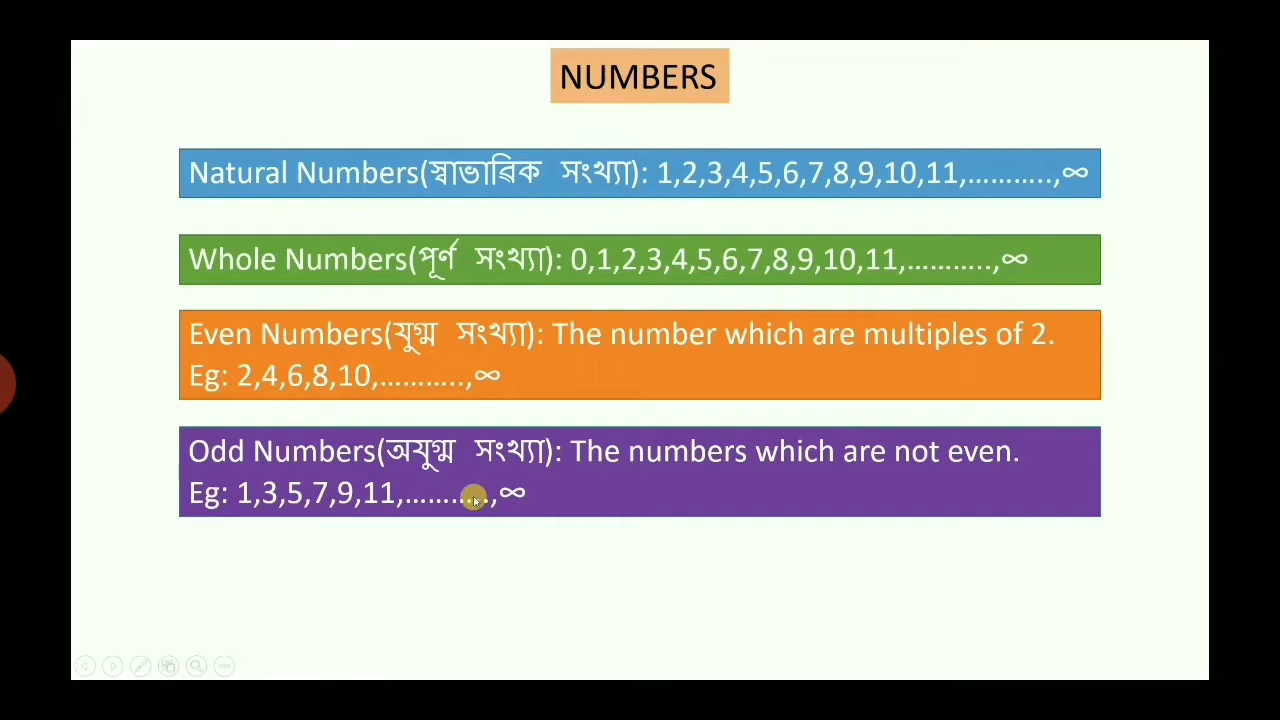 NUMBERS
Natural Numbers(স্বাভাৱিক সংখ্যা): 1,2,3,4,5,6,7,8,9,10,11,………..,∞
Whole Numbers(পূৰ্ণ সংখ্যা): 0,1,2,3,4,5,6,7,8,9,10,11,………..,∞
Even Numbers(যুগ্ম সংখ্যা): The number which are multiples of 2.
Eg: 2,4,6,8,10,………..,∞
Odd Numbers(অযুগ্ম সংখ্যা): The numbers which are not even.
Eg: 1,3,5,7,9,11,………..,∞